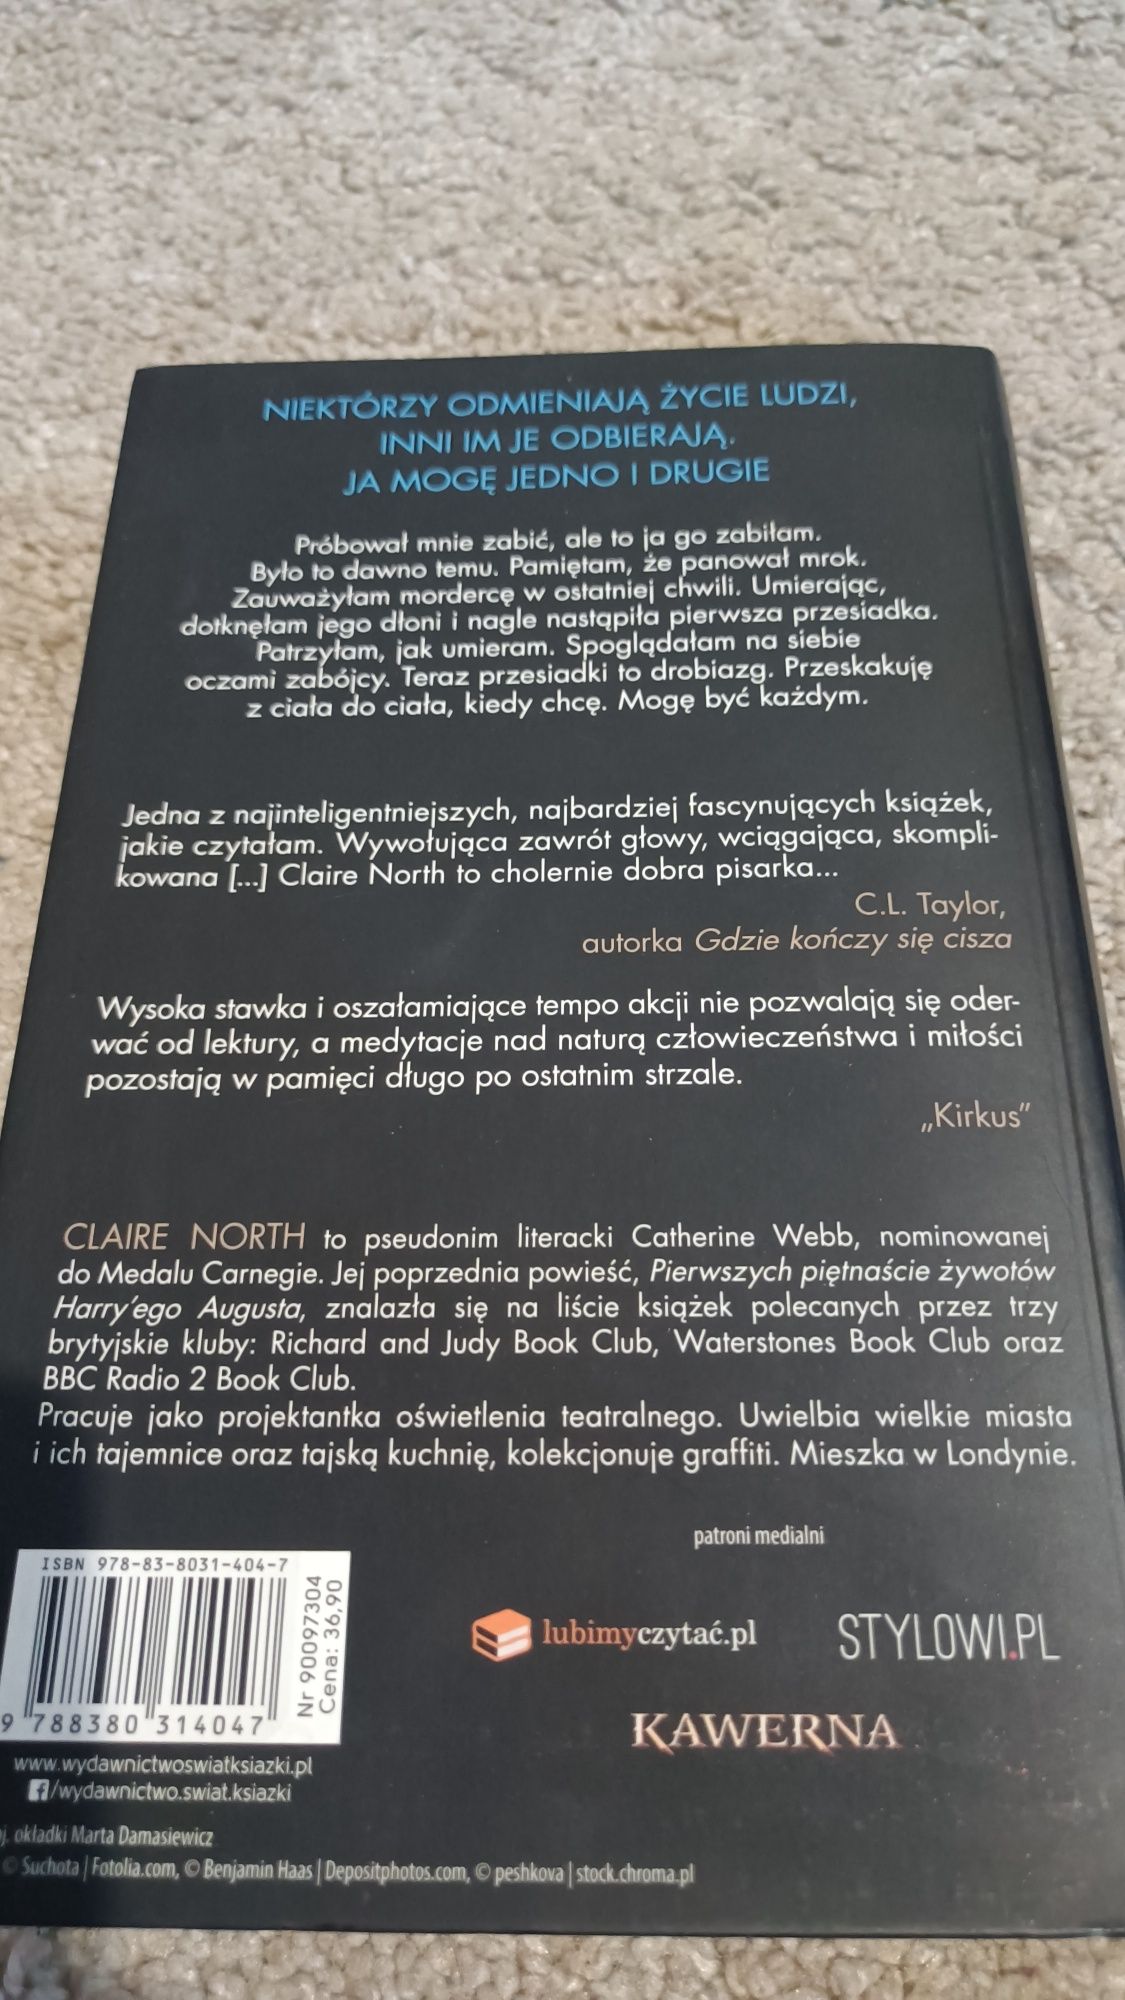 NIEKTÓRZY ODMIENIAJĄ ŻYCIE LUDZI,
INNI IM JE ODBIERAJĄ.
JA MOGĘ JEDNO I DRUGIE
Próbował mnie zabić, ale to ja go zabiłam.
Było to dawno temu. Pamiętam, że panował mrok.
Zauważyłam mordercę w ostatniej chwili. Umierając,
dotknęłam jego dłoni i nagle nastąpiła pierwsza przesiadka.
Patrzyłam, jak umieram. Spoglądałam na siebie
oczami zabójcy. Teraz przesiadki to drobiazg. Przeskakuję
z ciała do ciała, kiedy chcę. Mogę być każdym.
Jedna z najinteligentniejszych, najbardziej fascynujących książek,
jakie czytałam. Wywołująca zawrót głowy, wciągająca, skompli-
kowana [...] Claire North to cholernie dobra pisarka...
C.L. Taylor,
autorka Gdzie kończy się cisza
Wysoka stawka i oszałamiające tempo akcji nie pozwalają się oder-
wać od lektury, a medytacje nad naturą człowieczeństwa i miłości
pozostają w pamięci długo po ostatnim strzale.
„Kirkus”
CLAIRE NORTH to pseudonim literacki Catherine Webb, nominowanej
do Medalu Carnegie. Jej poprzednia powieść, Pierwszych piętnaście żywotów
Harry’ego Augusta, znalazła się na liście książek polecanych przez trzy
brytyjskie kluby: Richard and Judy Book Club, Waterstones Book Club oraz
BBC Radio 2 Book Club.
Pracuje jako projektantka oświetlenia teatralnego. Uwielbia wielkie miasta
i ich tajemnice oraz tajską kuchnię, kolekcjonuje graffiti. Mieszka w Londynie.
patroni medialni
ISBN 978-83-8031-404-7
9 788380 314047
Nr 90097304
Cena: 36,90
lubimyczytać.pl
STYLOWI.PL
KAWERNA
www.wydawnictwoswiatksiazki.pl
f/wydawnictwo.swiat.ksiazki
j. okładki Marta Damasiewicz
© Suchota | Fotolia.com, © Benjamin Haas | Depositphotos.com, © peshkova | stock.chroma.pl